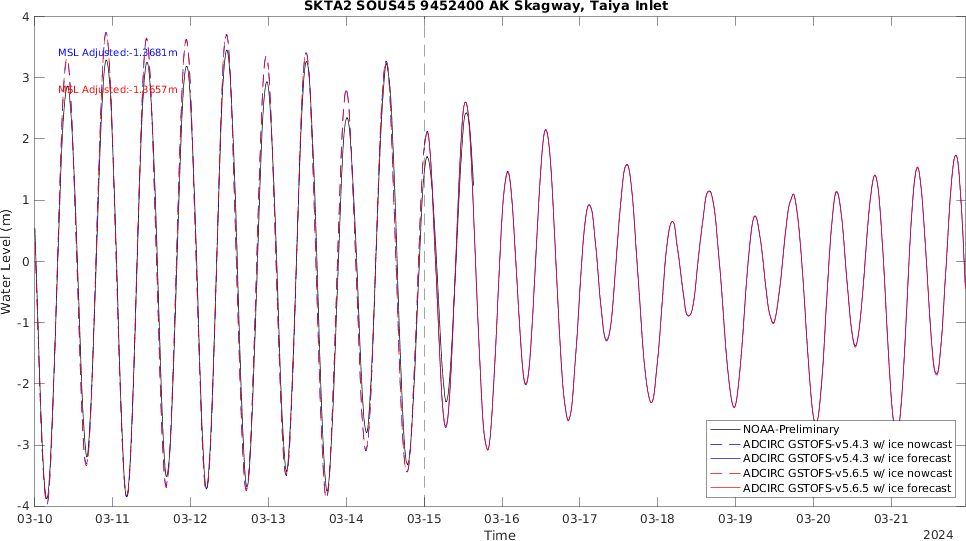 SKTA2 SOUS45 9452400 AK Skagway, Taiya Inlet
4
MSL Adjusted:-1.3681m
3
MSL Adjusted:-1.3657m
2
1
0
-1
-2
-3
-4
Water Level (m)
NOAA-Preliminary
ADCIRC GSTOFS-v5.4.3 w/ ice nowcast
ADCIRC GSTOFS-v5.4.3 w/ ice forecast
ADCIRC GSTOFS-v5.6.5 w/ ice nowcast
ADCIRC GSTOFS-v5.6.5 w/ ice forecast
03-10 03-11 03-12 03-13 03-14 03-15 03-16 03-17 03-18 03-19 03-20 03-21
Time
2024